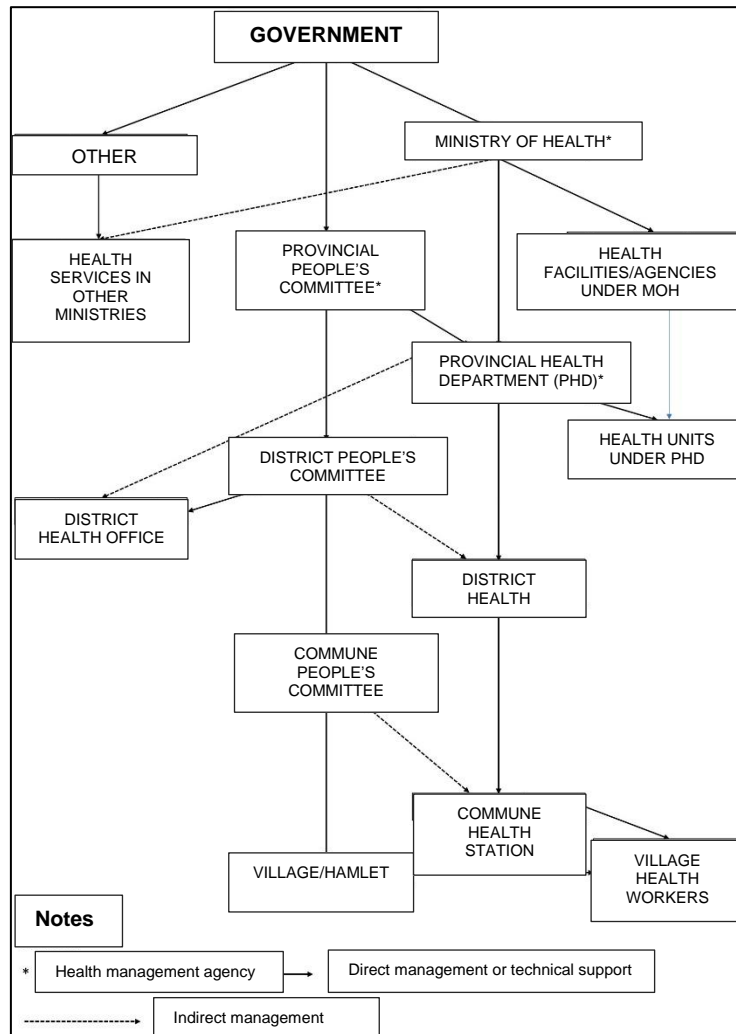 GOVERNMENT
OTHER
MINISTRY OF HEALTH*
HEALTH
SERVICES IN
OTHER
MINISTRIES
PROVINCIAL
PEOPLE'S
COMMITTEE*
HEALTH
FACILITIES/AGENCIES
UNDER MOH
PROVINCIAL HEALTH
DEPARTMENT (PHD)*
HEALTH UNITS
UNDER PHD
DISTRICT PEOPLE'S
COMMITTEE
DISTRICT
HEALTH OFFICE
DISTRICT
HEALTH
COMMUNE
PEOPLE'S
COMMITTEE
COMMUNE
HEALTH
STATION
VILLAGE/HAMLET
VILLAGE
HEALTH
WORKERS
Notes
* Health management agency
Direct management or technical support
Indirect management